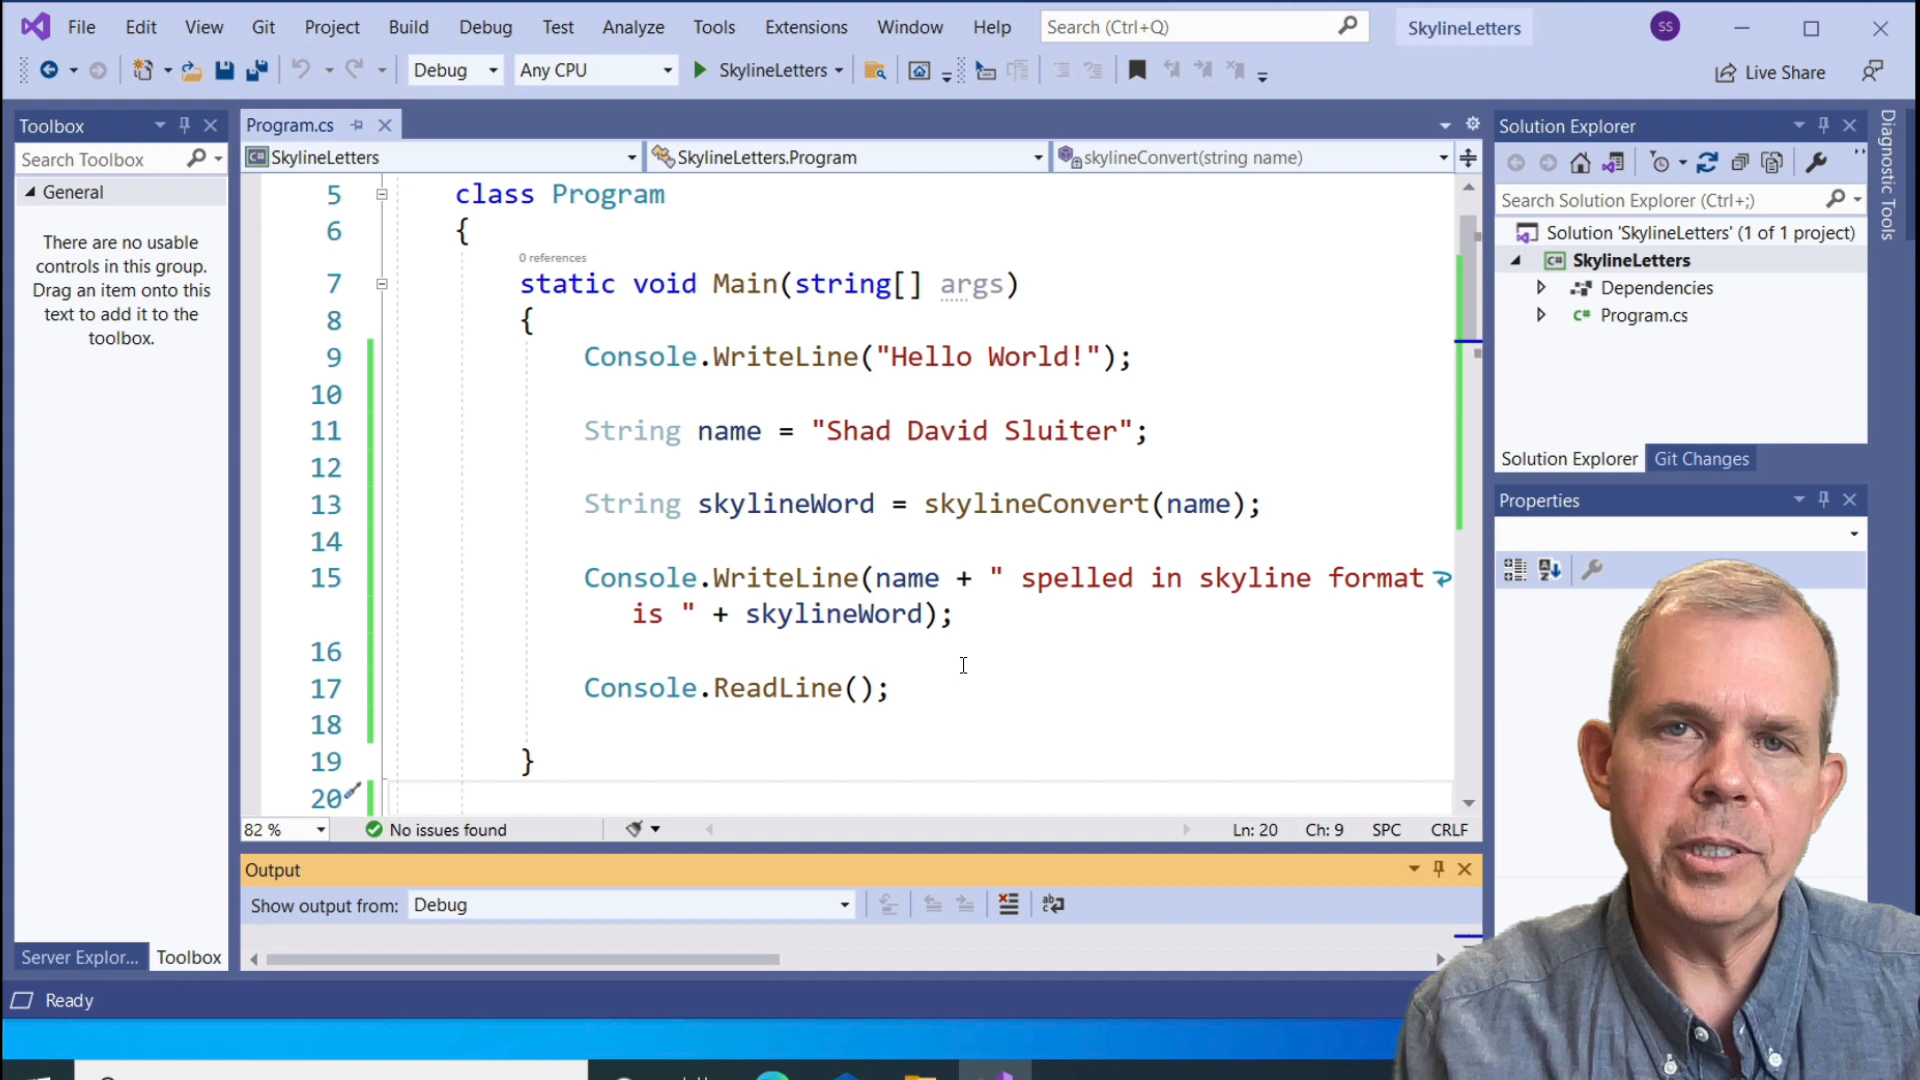 File Edit View Git Project Build Debug Test Analyze Tools Extensions Window Help Search (Ctrl+Q) SkylineLetters SS
Debug Any CPU SkylineLetters Live Share
Toolbox
Search Toolbox
General
There are no usable
controls in this group.
Drag an item onto this
text to add it to the
toolbox.
Server Explor... Toolbox
Program.cs
SkylineLetters SkylineLetters.Program skylineConvert(string name)
5 class Program
6 {
0 references
7 static void Main(string[] args)
8 {
9 Console.WriteLine("Hello World!");
10
11 String name = "Shad David Sluiter";
12
13 String skylineWord = skylineConvert(name);
14
15 Console.WriteLine(name + " spelled in skyline format
is " + skylineWord);
16
17 Console.ReadLine();
18
19 }
20
82 % No issues found Ln: 20 Ch: 9 SPC CRLF
Output
Show output from: Debug
Solution Explorer
Search Solution Explorer (Ctrl+;)
Solution 'SkylineLetters' (1 of 1 project)
C# SkylineLetters
Dependencies
C# Program.cs
Solution Explorer Git Changes
Properties
Diagnostic Tools
Ready